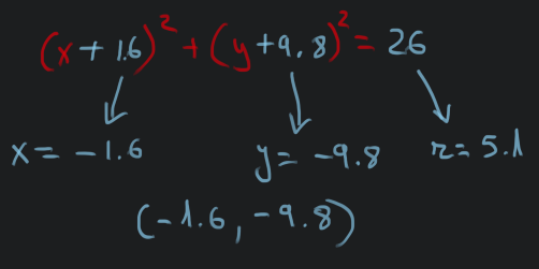 (x + 1.6)² + (y + 9.8)² = 26
x = -1.6 y = -9.8 r = 5.1
(-1.6, -9.8)